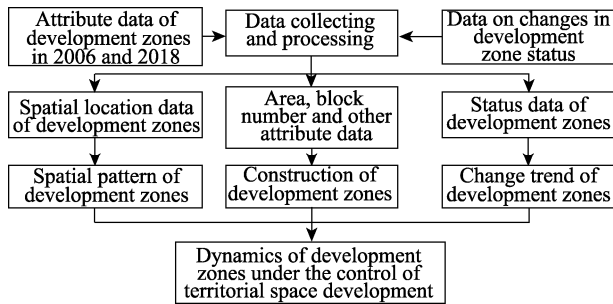 Attribute data of
development zones
in 2006 and 2018
Data collecting
and processing
Data on changes in
development
zone status
Spatial location data
of development zones
Area, block
number and other
attribute data
Status data of
development zones
Spatial pattern of
development zones
Construction of
development zones
Change trend of
development zones
Dynamics of development
zones under the control of
territorial space development